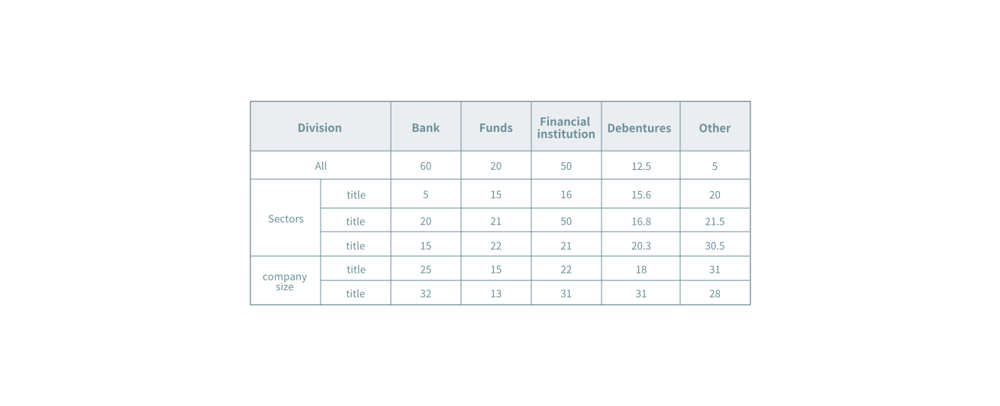 Division Bank Funds Financial institution Debentures Other
All 60 20 50 12.5 5
Sectors title 5 15 16 15.6 20
title 20 21 50 16.8 21.5
title 15 22 21 20.3 30.5
company size title 25 15 22 18 31
title 32 13 31 31 28